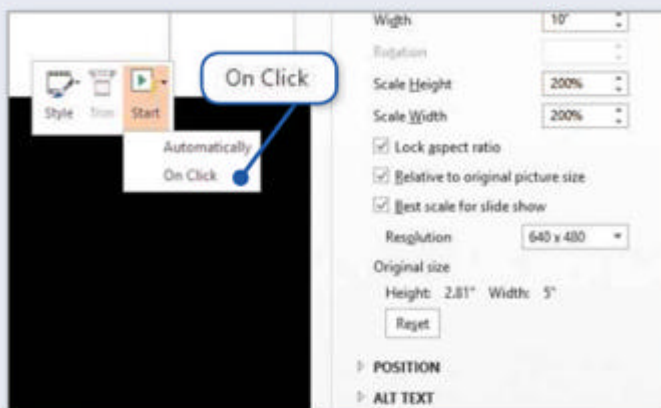 Width 10"
Rotation
Scale Height 200%
Scale Width 200%
Lock aspect ratio
Relative to original picture size
Best scale for slide show
Resolution 640 x 480
Original size
Height: 2.81" Width: 5"
Reset
POSITION
ALT TEXT
On Click
Style Trim Start
Automatically
On Click